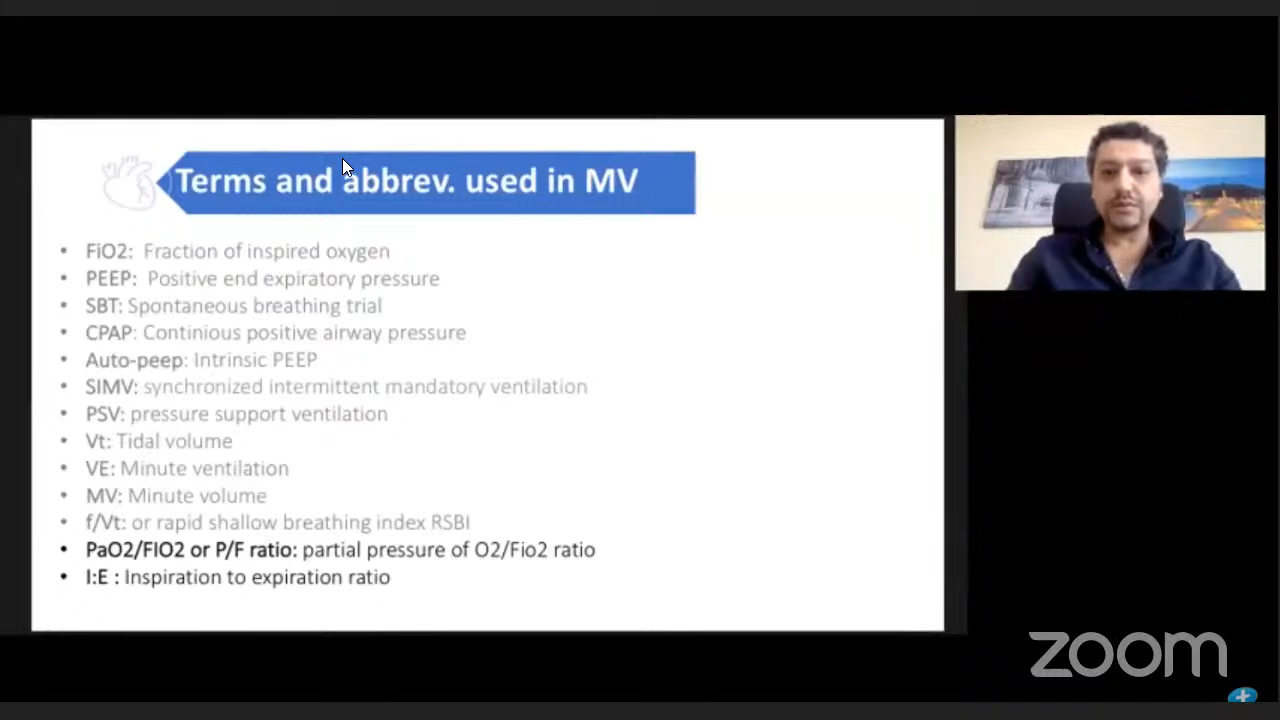 Terms and abbrev. used in MV
• FiO2: Fraction of inspired oxygen
• PEEP: Positive end expiratory pressure
• SBT: Spontaneous breathing trial
• CPAP: Continious positive airway pressure
• Auto-peep: Intrinsic PEEP
• SIMV: synchronized intermittent mandatory ventilation
• PSV: pressure support ventilation
• Vt: Tidal volume
• VE: Minute ventilation
• MV: Minute volume
• f/Vt: or rapid shallow breathing index RSBI
• PaO2/FIO2 or P/F ratio: partial pressure of O2/Fio2 ratio
• I:E : Inspiration to expiration ratio
zoom